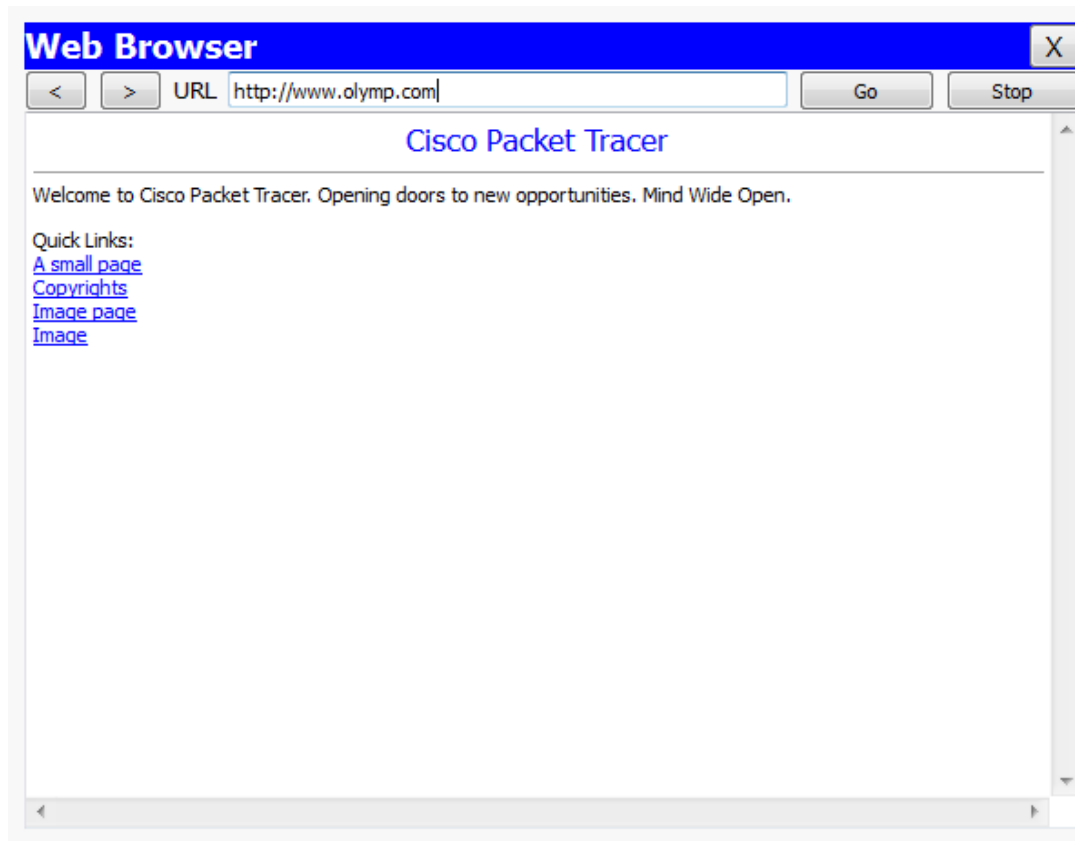 Web Browser X
< > URL http://www.olymp.com Go Stop
Cisco Packet Tracer
Welcome to Cisco Packet Tracer. Opening doors to new opportunities. Mind Wide Open.
Quick Links:
A small page
Copyrights
Image page
Image